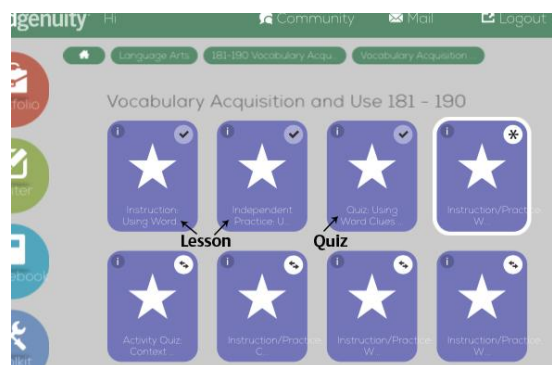 dgenuity Hi Community Mail Logout
Language Arts 181-190 Vocabulary Acqu... Vocabulary Acquisition...
tfolio
Vocabulary Acquisition and Use 181 - 190
Instruction: Using Word...
Independent Practice: U...
Quiz: Using Word Clues...
Instruction/Practice: W...
Lesson
Quiz
ebook
Activity Quiz: Context...
Instruction/Practice: C...
Instruction/Practice: W...
Instruction/Practice: W...
lkit